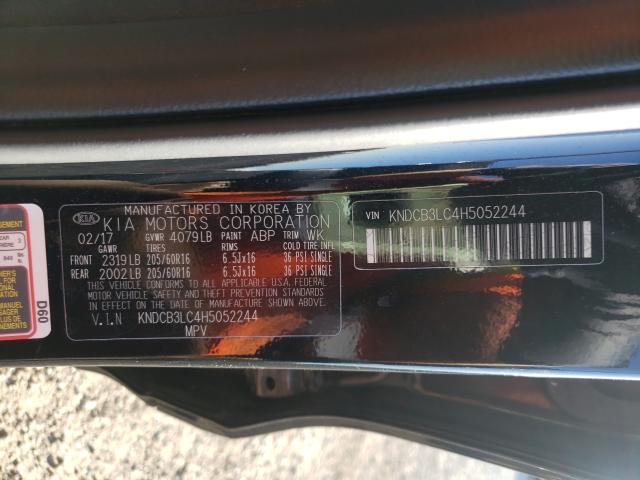 MANUFACTURED IN KOREA BY
KIA KIA MOTORS CORPORATION
02/17 GVWR 4079LB PAINT ABP TRIM WK
GAWR TIRES RIMS COLD TIRE INF
FRONT 2319LB 205/60R16 6.5Jx16 36 PSI SINGLE
REAR 2002LB 205/60R16 6.5Jx16 36 PSI SINGLE
THIS VEHICLE CONFORMS TO ALL APPLICABLE U.S.A. FEDERAL
MOTOR VEHICLE SAFETY AND THEFT PREVENTION STANDARDS
IN EFFECT ON THE DATE OF MANUFACTURE SHOWN ABOVE.
V.I.N KNDCB3LC4H5052244
MPV
VIN KNDCB3LC4H5052244
D60